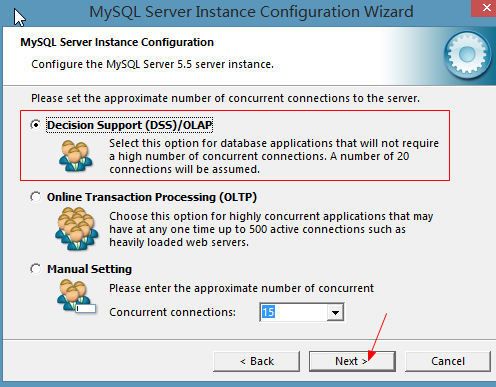 MySQL Server Instance Configuration Wizard
MySQL Server Instance Configuration
Configure the MySQL Server 5.5 server instance.
Please set the approximate number of concurrent connections to the server.
Decision Support (DSS)/OLAP
Select this option for database applications that will not require
a high number of concurrent connections. A number of 20
connections will be assumed.
Online Transaction Processing (OLTP)
Choose this option for highly concurrent applications that may
have at any one time up to 500 active connections such as
heavily loaded web servers.
Manual Setting
Please enter the approximate number of concurrent
Concurrent connections: 15
< Back Next > Cancel